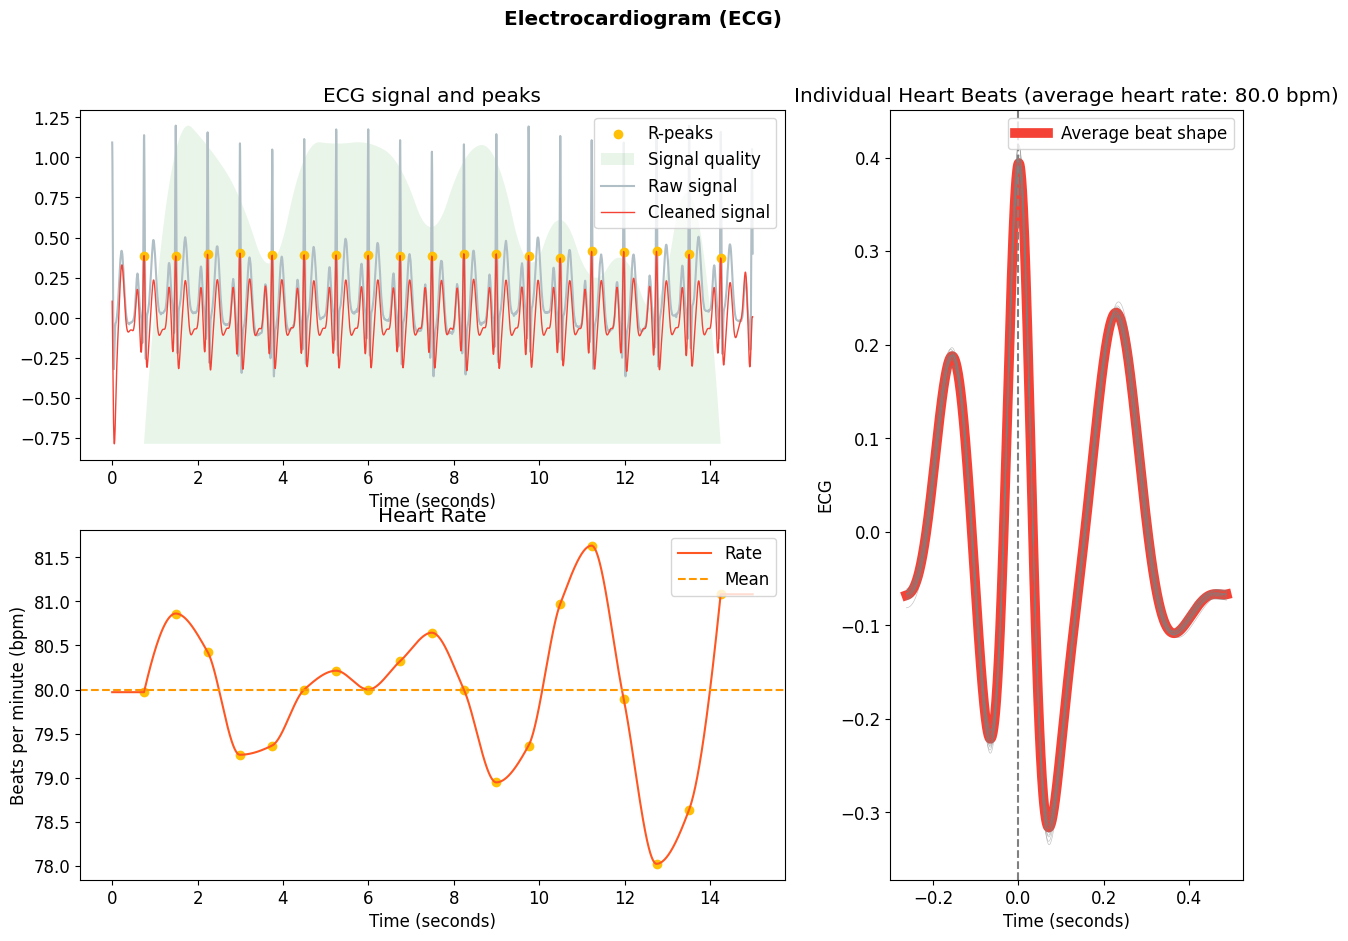 Electrocardiogram (ECG)
ECG signal and peaks
1.25
1.00
0.75
0.50
0.25
0.00
−0.25
−0.50
−0.75
R-peaks
Signal quality
Raw signal
Cleaned signal
0 2 4 6 8 10 12 14
Time (seconds)
Heart Rate
Beats per minute (bpm)
81.5
81.0
80.5
80.0
79.5
79.0
78.5
78.0
Rate
Mean
0 2 4 6 8 10 12 14
Time (seconds)
Individual Heart Beats (average heart rate: 80.0 bpm)
Average beat shape
ECG
0.4
0.3
0.2
0.1
0.0
−0.1
−0.2
−0.3
−0.2 0.0 0.2 0.4
Time (seconds)